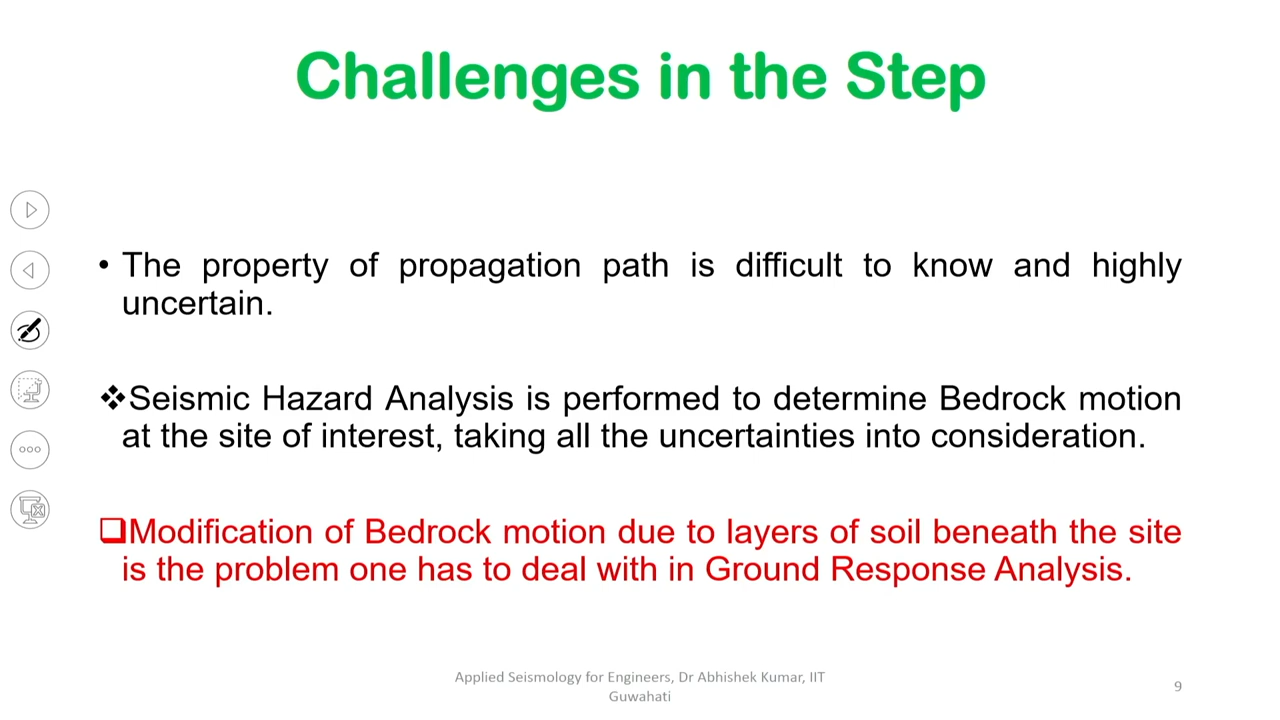 Challenges in the Step
• The property of propagation path is difficult to know and highly
uncertain.
❖Seismic Hazard Analysis is performed to determine Bedrock motion
at the site of interest, taking all the uncertainties into consideration.
❑Modification of Bedrock motion due to layers of soil beneath the site
is the problem one has to deal with in Ground Response Analysis.
Applied Seismology for Engineers, Dr Abhishek Kumar, IIT
Guwahati
9